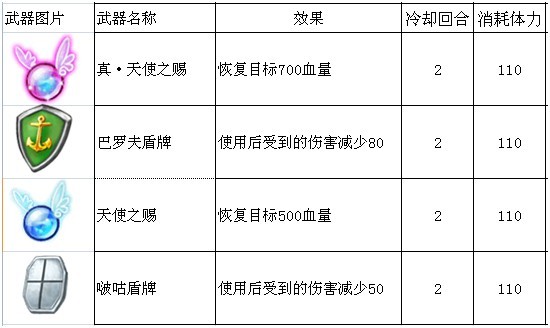 武器图片 武器名称 效果 冷却回合 消耗体力
真·天使之赐 恢复目标700血量 2 110
巴罗夫盾牌 使用后受到的伤害减少80 2 110
天使之赐 恢复目标500血量 2 110
啵咕盾牌 使用后受到的伤害减少50 2 110